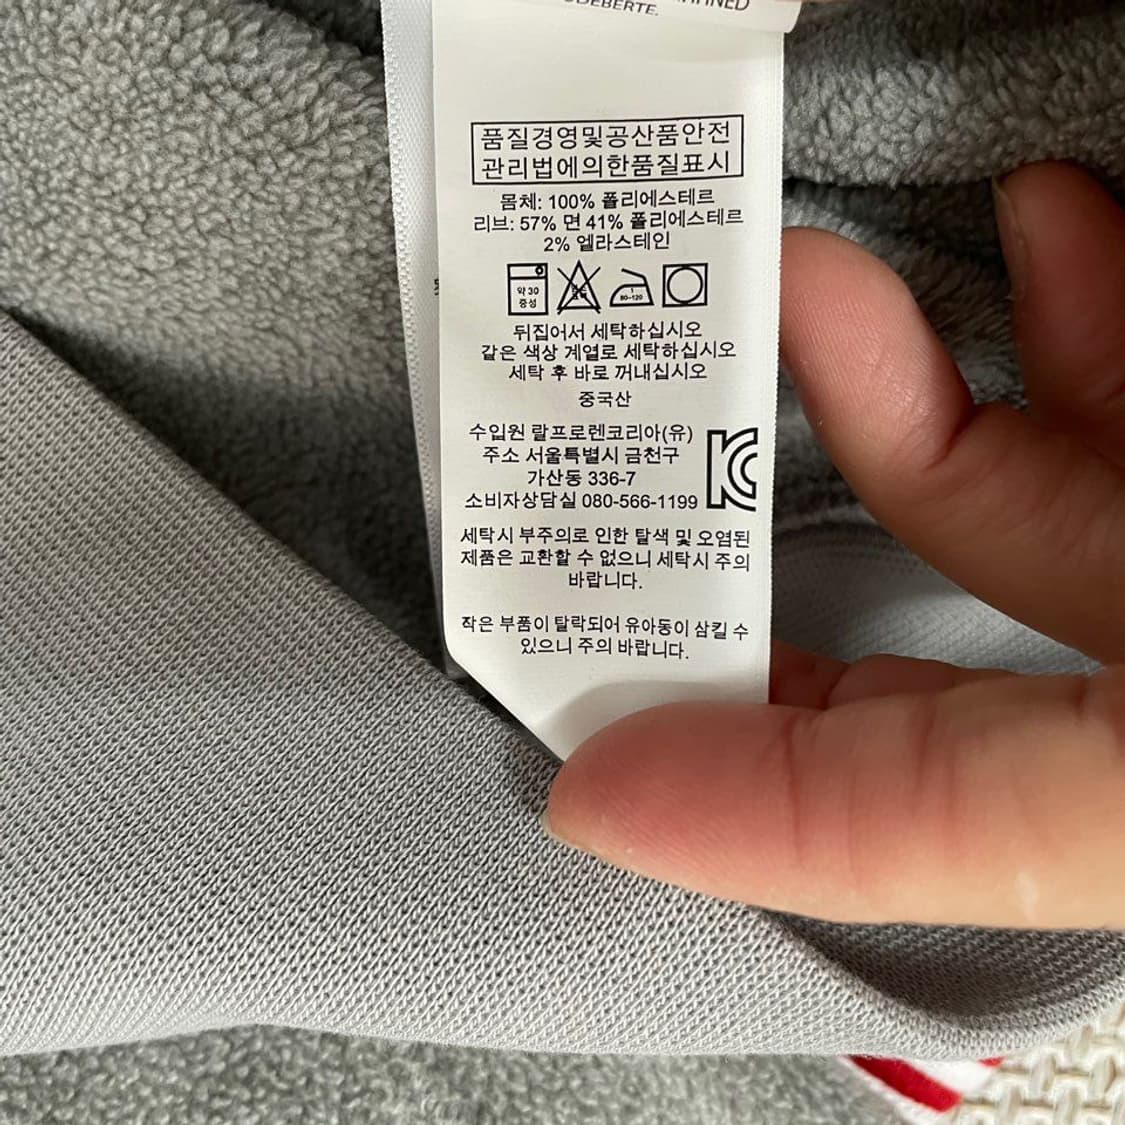 품질경영및공산품안전
관리법에의한품질표시
몸체: 100% 폴리에스테르
리브: 57% 면 41% 폴리에스테르
2% 엘라스테인
약 30
중성
1
80-120
뒤집어서 세탁하십시오
같은 색상 계열로 세탁하십시오
세탁 후 바로 꺼내십시오
중국산
수입원 랄프로렌코리아(유)
주소 서울특별시 금천구
가산동 336-7
소비자상담실 080-566-1199
세탁시 부주의로 인한 탈색 및 오염된
제품은 교환할 수 없으니 세탁시 주의
바랍니다.
작은 부품이 탈락되어 유아동이 삼킬 수
있으니 주의 바랍니다.